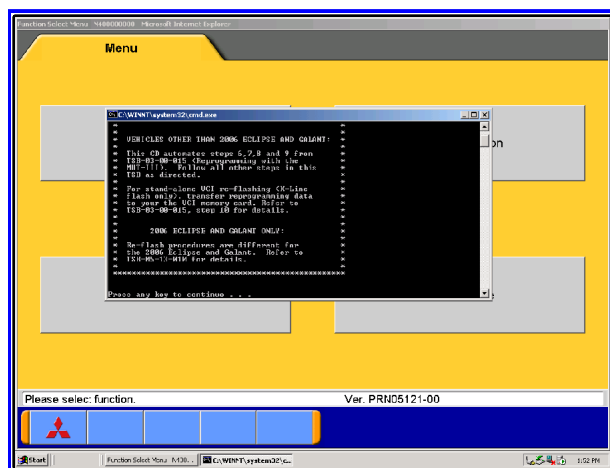 Function Select Menu N400000000 Microsoft Internet Explorer
Menu
C:\WINNT\system32\cmd.exe
VEHICLES OTHER THAN 2006 ECLIPSE AND GALANT:
This CD automates steps 6,7,8 and 9 from
TSB-03-00-015 (Reprogramming with the
MUT-III). Follow all other steps in this
TSB as directed.
For stand-alone VCI re-flashing (K-Line
flash only), transfer reprogramming data
to your the VCI memory card. Refer to
TSB-03-00-015, step 10 for details.
2006 ECLIPSE AND GALANT ONLY:
Re-flash procedures are different for
the 2006 Eclipse and Galant. Refer to
for details.
Press any key to continue . . .
on
Please select function.
Ver. PRN05121-00
Start
Function Select Menu N400...
C:\WINNT\system32\c...
PM